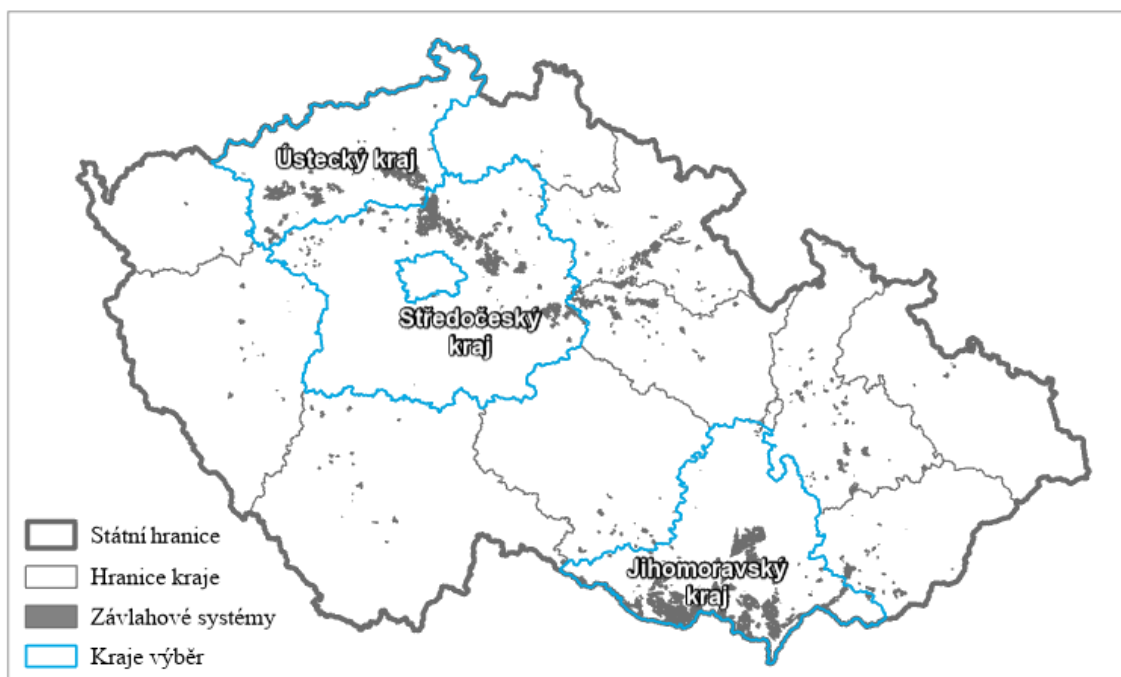 Ústecký kraj
Středočeský
kraj
Jihomoravský
kraj
Státní hranice
Hranice kraje
Závlahové systémy
Kraje výběr